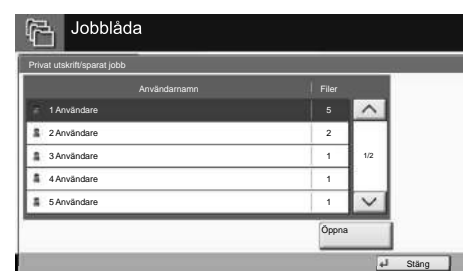 Jobblåda
Privat utskrift/sparat jobb
Användarnamn Filer
1 Användare 5
2 Användare 2
3 Användare 1
4 Användare 1
5 Användare 1
1/2
Öppna
Stäng